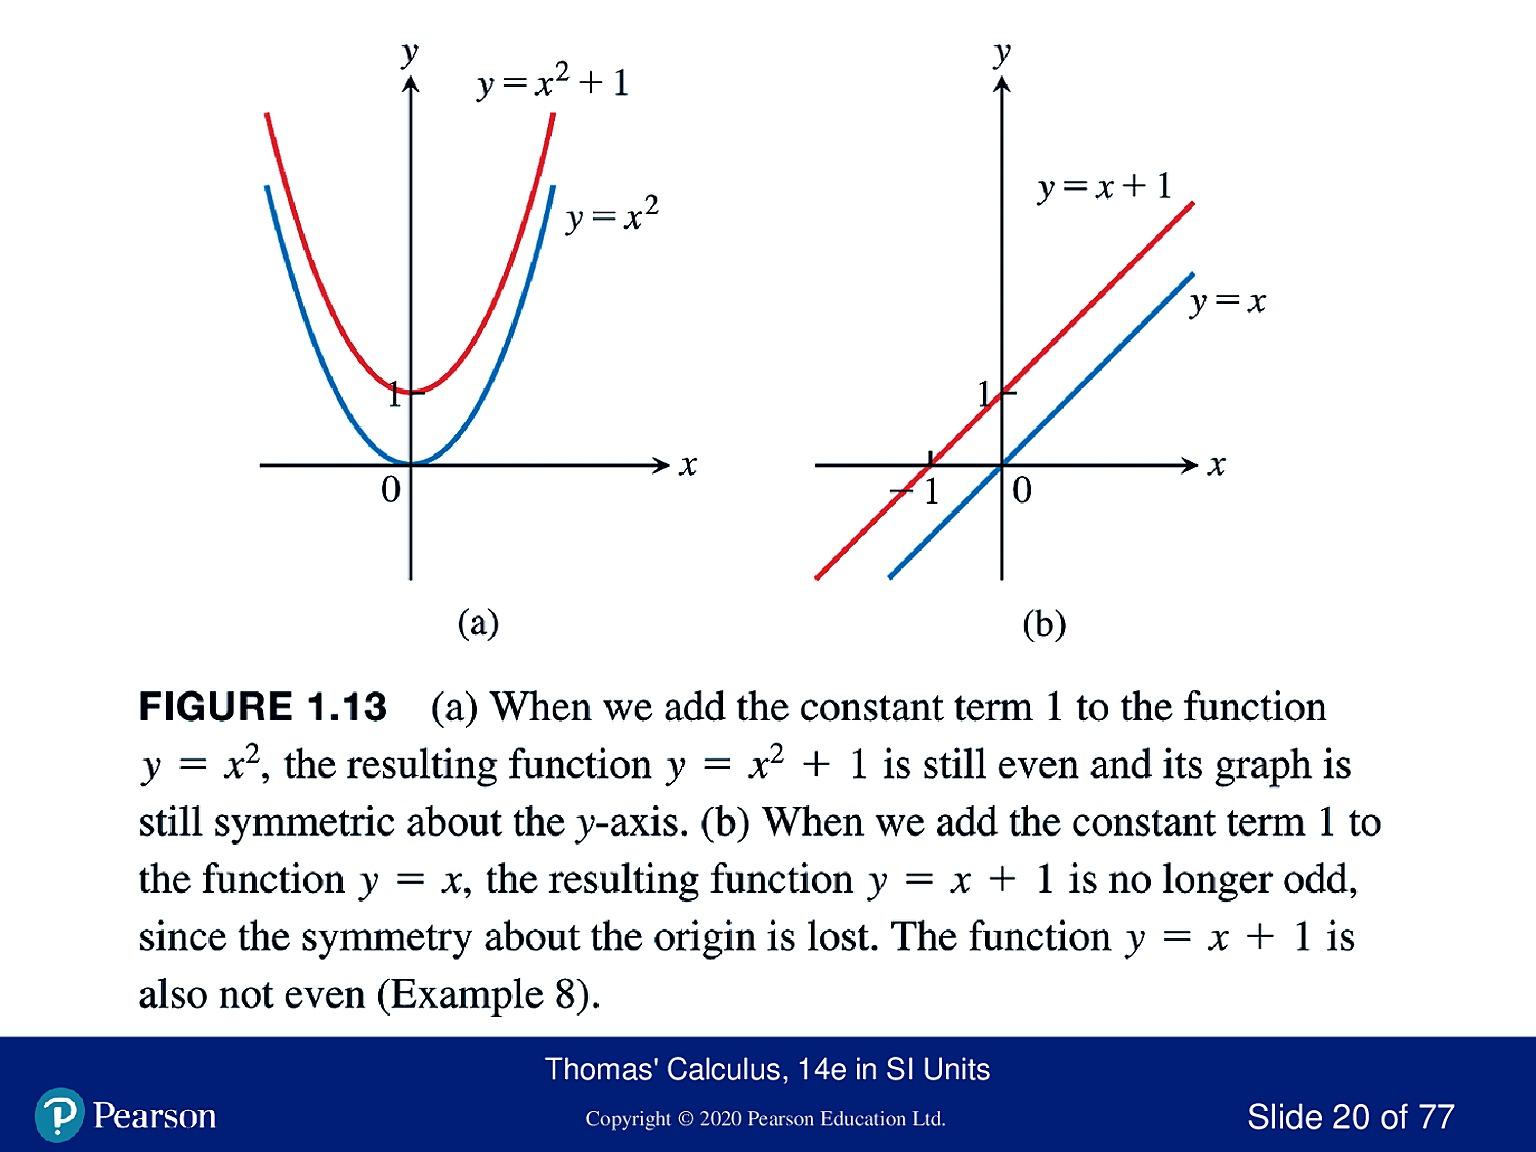 y
y = x² + 1
y = x²
1
0
x
(a)
y
y = x + 1
y = x
1
−1
0
x
(b)
FIGURE 1.13 (a) When we add the constant term 1 to the function
y = x², the resulting function y = x² + 1 is still even and its graph is
still symmetric about the y-axis. (b) When we add the constant term 1 to
the function y = x, the resulting function y = x + 1 is no longer odd,
since the symmetry about the origin is lost. The function y = x + 1 is
also not even (Example 8).
Thomas' Calculus, 14e in SI Units
P Pearson
Copyright © 2020 Pearson Education Ltd.
Slide 20 of 77